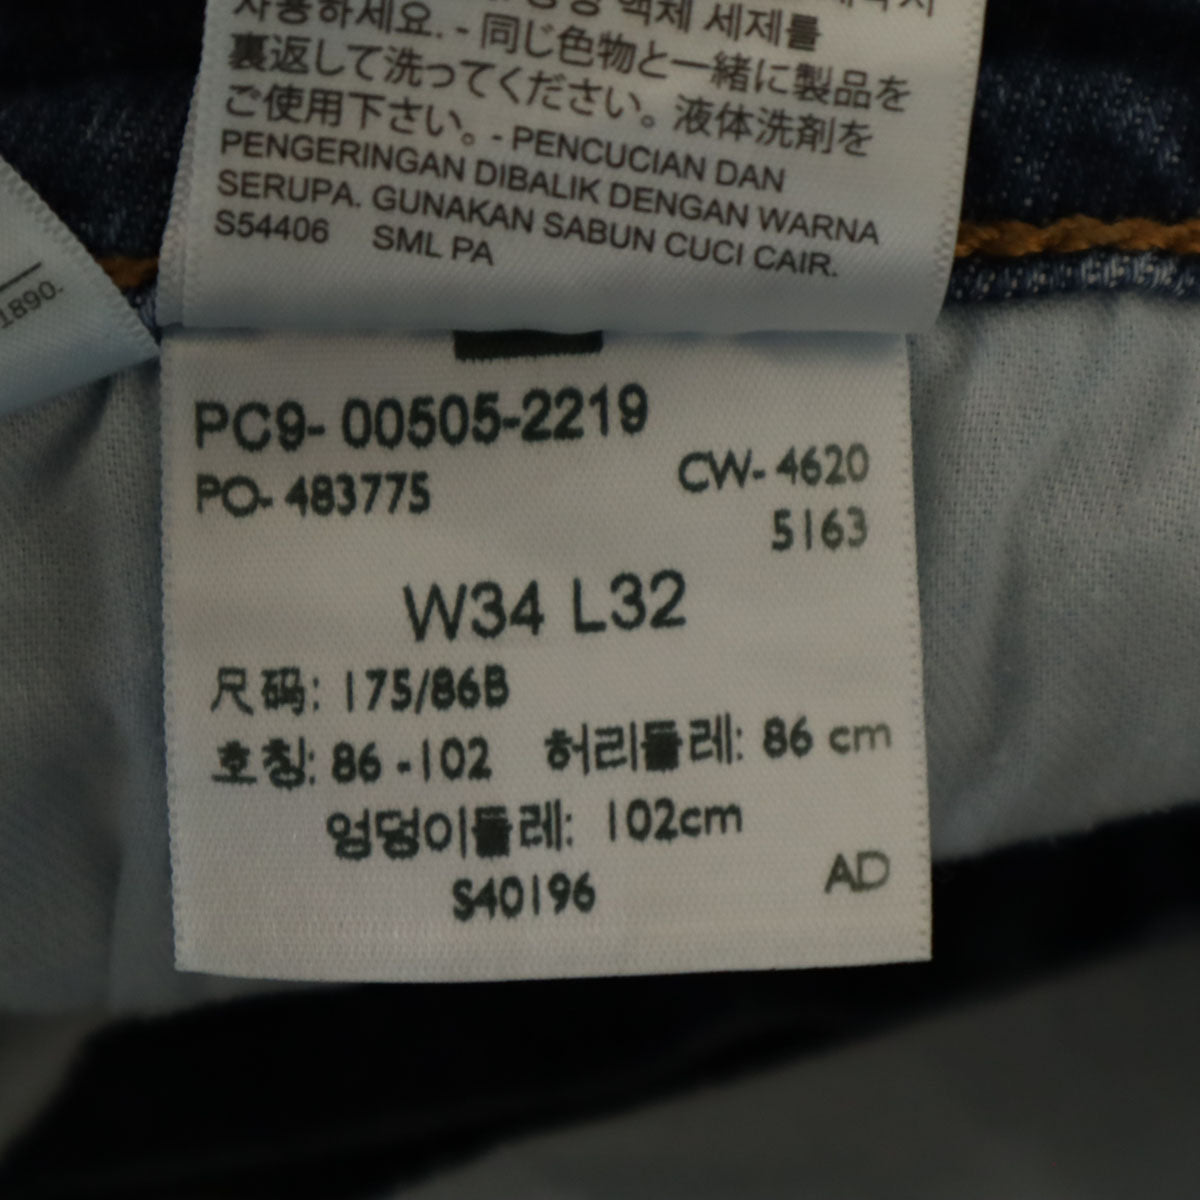 사용하세요. - 同じ色物と一緒に製品を
裏返して洗ってください。液体洗剤を
ご使用下さい。- PENCUCIAN DAN
PENGERINGAN DIBALIK DENGAN WARNA
SERUPA. GUNAKAN SABUN CUCI CAIR.
S54406 SML PA
1890.
PC9- 00505-2219
PO- 483775
CW- 4620
5163
W34 L32
尺码: 175/86B
호칭: 86 -102 허리둘레: 86 cm
엉덩이둘레: 102cm
S40196
AD